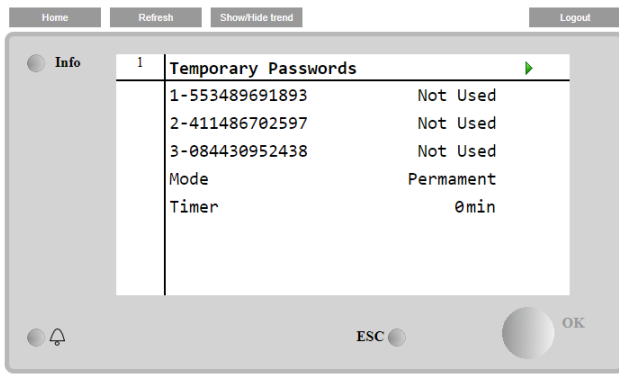 Home Refresh Show/Hide trend Logout
Info
1 Temporary Passwords
1-553489691893 Not Used
2-411486702597 Not Used
3-084430952438 Not Used
Mode Permament
Timer 0min
ESC OK